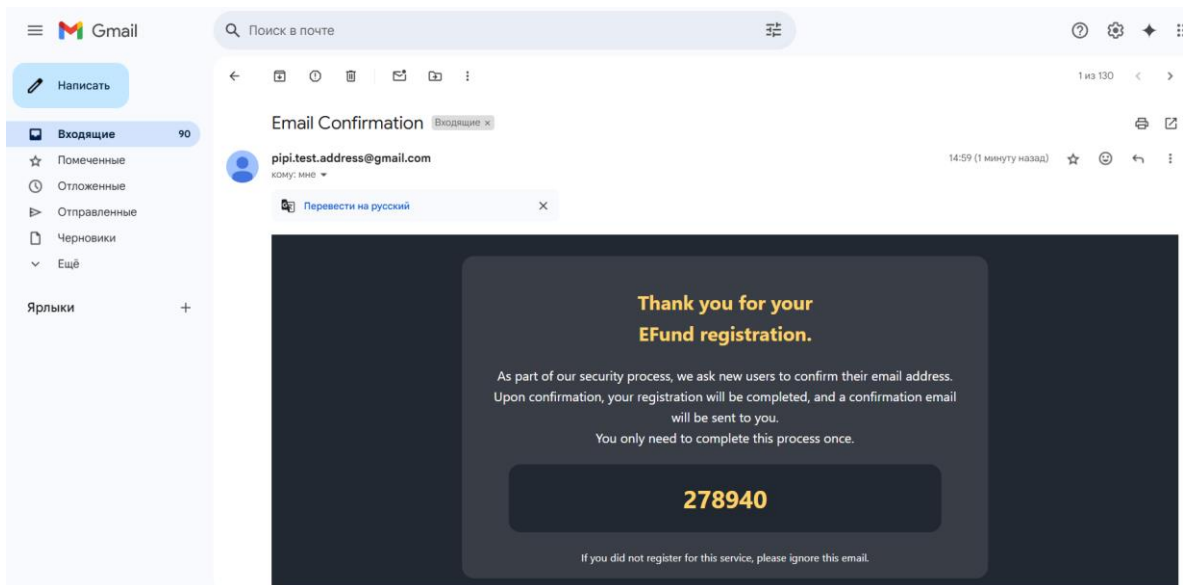 Gmail
Поиск в почте
Написать
1 из 130
Входящие 90
Помеченные
Отложенные
Отправленные
Черновики
Ещё
Ярлыки
Email Confirmation Входящие ×
pipi.test.address@gmail.com 14:59 (1 минуту назад)
кому: мне
Перевести на русский
Thank you for your
EFund registration.
As part of our security process, we ask new users to confirm their email address.
Upon confirmation, your registration will be completed, and a confirmation email
will be sent to you.
You only need to complete this process once.
278940
If you did not register for this service, please ignore this email.